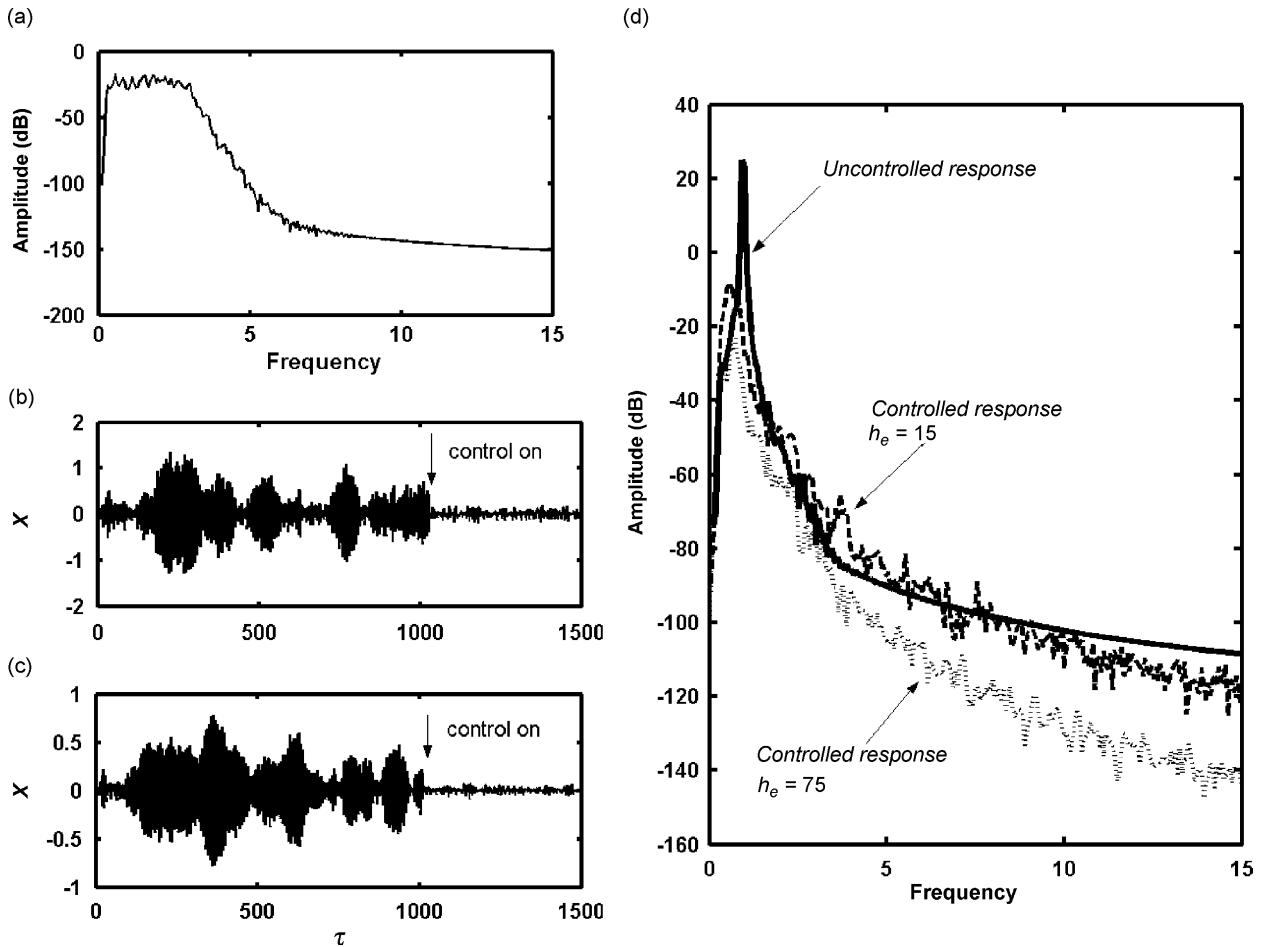 (a)
0
-50
-100
-150
-200
Amplitude (dB)
0 5 10 15
Frequency
(b)
2
1
0
-1
-2
x
control on
0 500 1000 1500
(c)
1
0.5
0
-0.5
-1
x
control on
0 500 1000 1500
τ
(d)
40
20
0
-20
-40
-60
-80
-100
-120
-140
-160
Amplitude (dB)
Uncontrolled response
Controlled response
he = 15
Controlled response
he = 75
0 5 10 15
Frequency